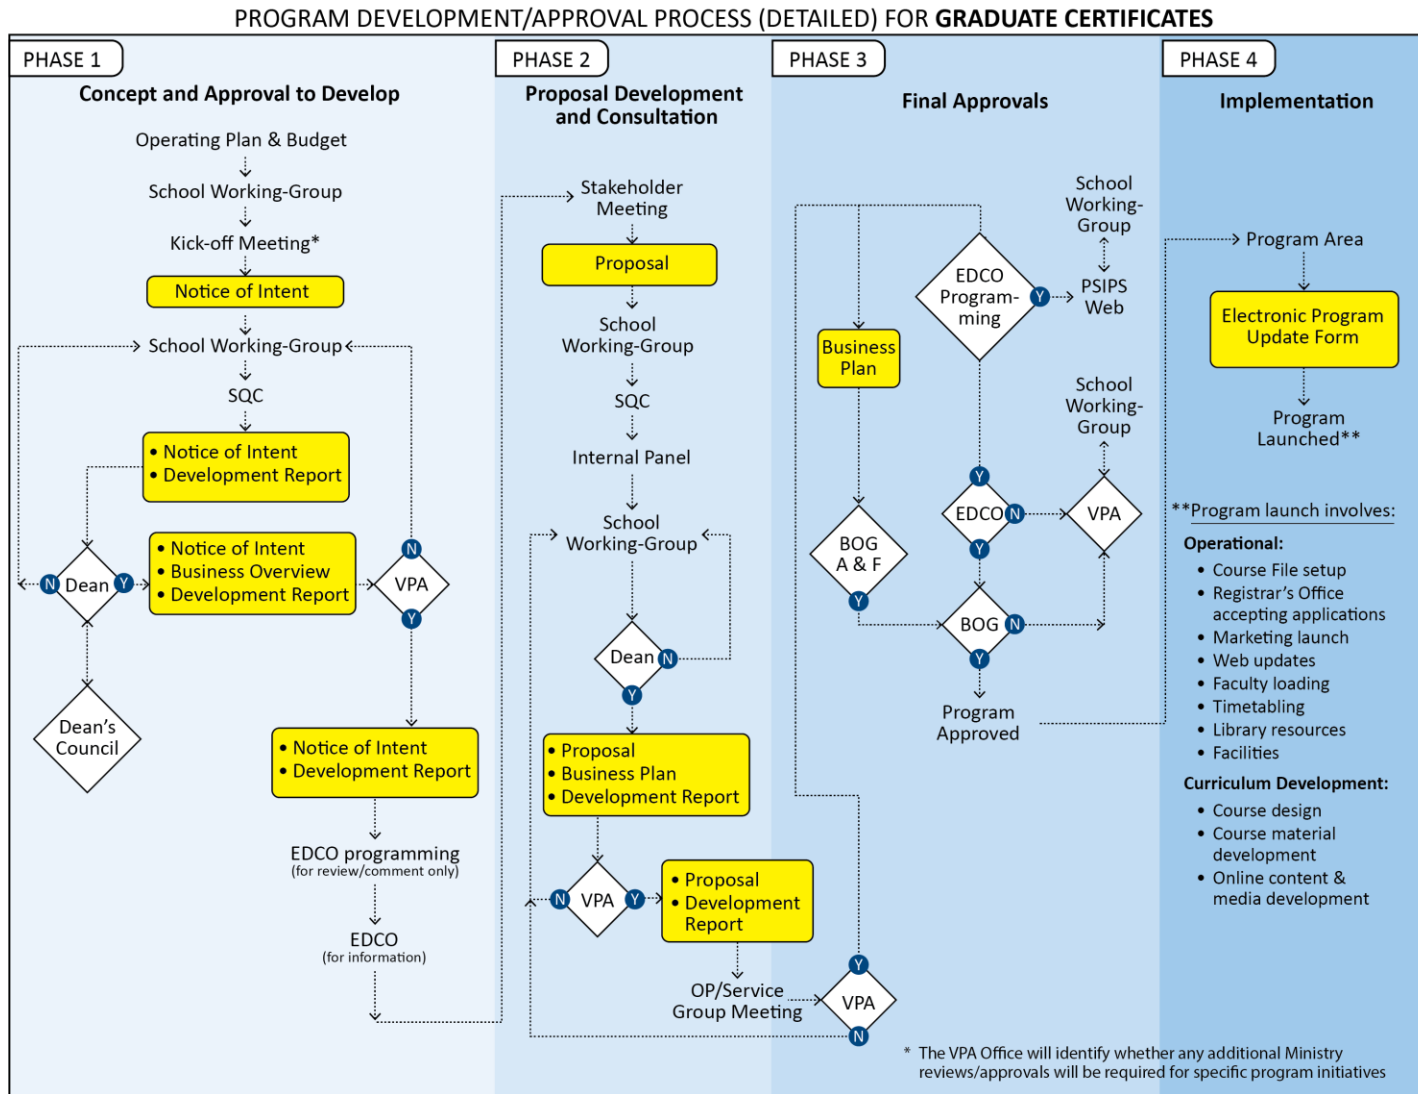 PROGRAM DEVELOPMENT/APPROVAL PROCESS (DETAILED) FOR GRADUATE CERTIFICATES
PHASE 1
Concept and Approval to Develop
Operating Plan & Budget
School Working-Group
Kick-off Meeting*
Notice of Intent
School Working-Group
SQC
• Notice of Intent
• Development Report
N
Dean
Y
• Notice of Intent
• Business Overview
• Development Report
N
VPA
Y
Dean's
Council
• Notice of Intent
• Development Report
EDCO programming
(for review/comment only)
EDCO
(for information)
PHASE 2
Proposal Development
and Consultation
Stakeholder
Meeting
Proposal
School
Working-Group
SQC
Internal Panel
School
Working-Group
Dean
N
Y
• Proposal
• Business Plan
• Development Report
N
VPA
Y
• Proposal
• Development
Report
OP/Service
Group Meeting
Y
VPA
N
PHASE 3
Final Approvals
EDCO
Program-
ming
Y
PSIPS
Web
School
Working-
Group
Business
Plan
BOG
A & F
Y
Y
EDCO
N
Y
VPA
School
Working-
Group
BOG
N
Y
Program
Approved
* The VPA Office will identify whether any additional Ministry
reviews/approvals will be required for specific program initiatives
PHASE 4
Implementation
Program Area
Electronic Program
Update Form
Program
Launched**
**Program launch involves:
Operational:
• Course File setup
• Registrar's Office
accepting applications
• Marketing launch
• Web updates
• Faculty loading
• Timetabling
• Library resources
• Facilities
Curriculum Development:
• Course design
• Course material
development
• Online content &
media development